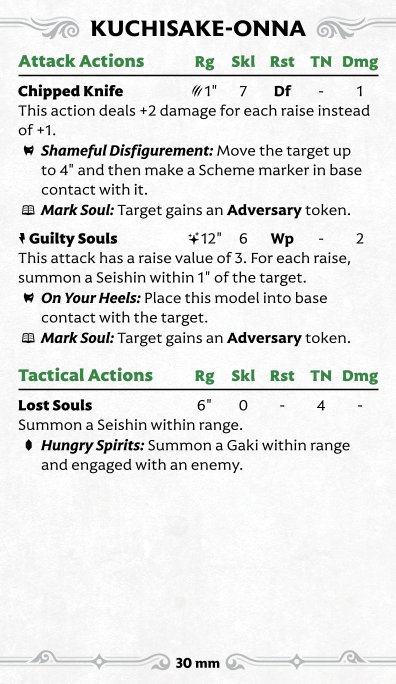 KUCHISAKE-ONNA
Attack Actions Rg Skl Rst TN Dmg
Chipped Knife 1" 7 Df - 1
This action deals +2 damage for each raise instead
of +1.
Shameful Disfigurement: Move the target up
to 4" and then make a Scheme marker in base
contact with it.
Mark Soul: Target gains an Adversary token.
Guilty Souls 12" 6 Wp - 2
This attack has a raise value of 3. For each raise,
summon a Seishin within 1" of the target.
On Your Heels: Place this model into base
contact with the target.
Mark Soul: Target gains an Adversary token.
Tactical Actions Rg Skl Rst TN Dmg
Lost Souls 6" 0 - 4 -
Summon a Seishin within range.
Hungry Spirits: Summon a Gaki within range
and engaged with an enemy.
30 mm